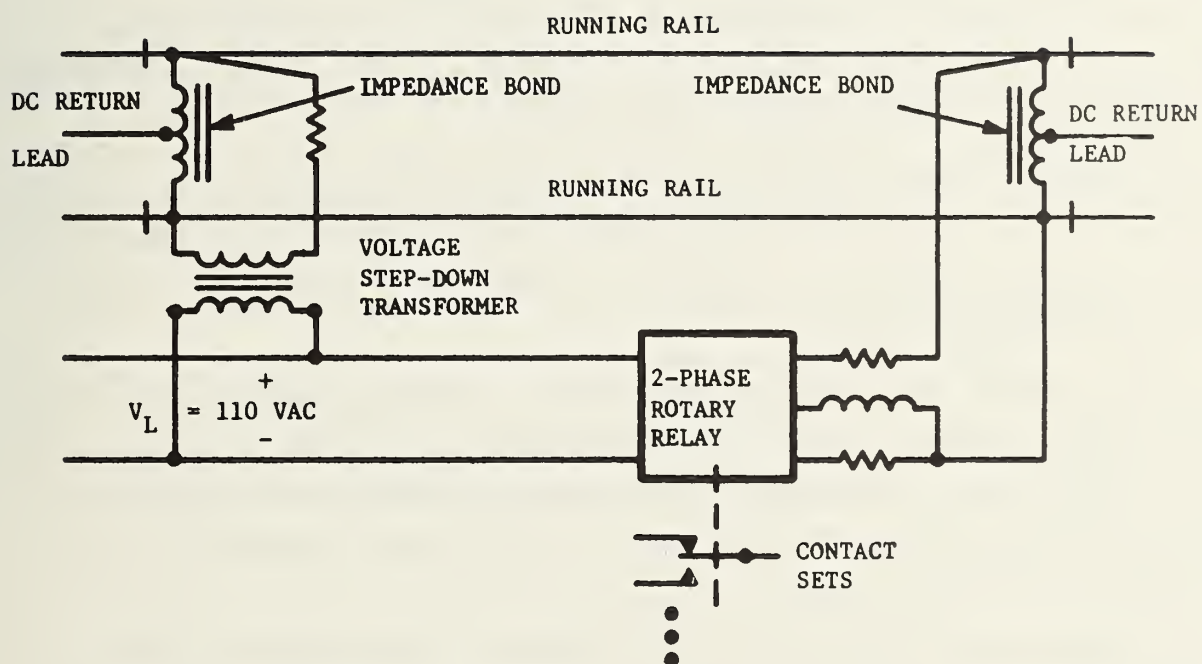 RUNNING RAIL
IMPEDANCE BOND
IMPEDANCE BOND
DC RETURN
LEAD
DC RETURN
LEAD
RUNNING RAIL
VOLTAGE
STEP-DOWN
TRANSFORMER
+
V_L = 110 VAC
-
2-PHASE
ROTARY
RELAY
CONTACT
SETS